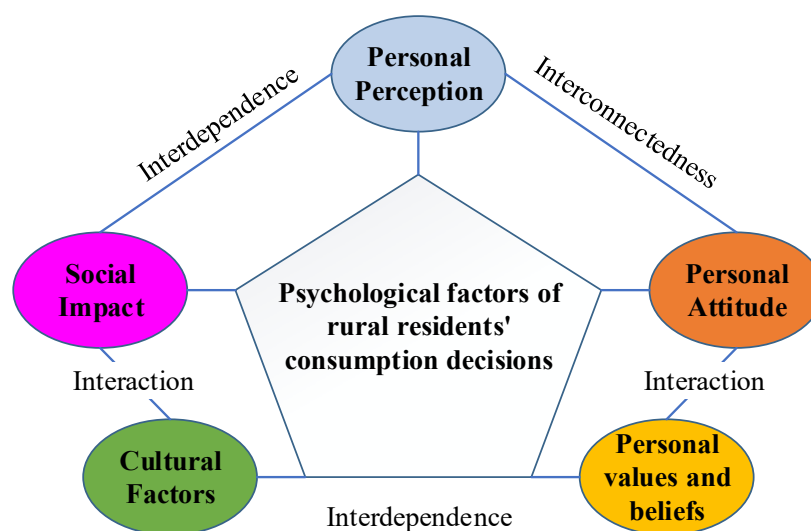 Personal
Perception
Interdependence
Interconnectedness
Social
Impact
Psychological factors of
rural residents'
consumption decisions
Personal
Attitude
Interaction
Interaction
Cultural
Factors
Personal
values and
beliefs
Interdependence